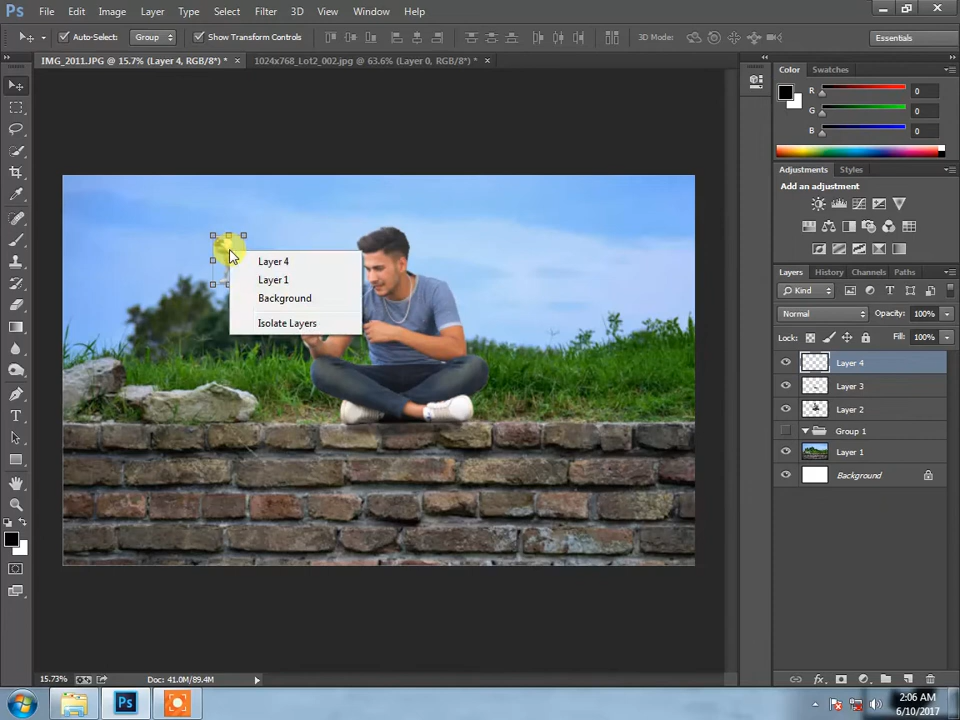 Ps File Edit Image Layer Type Select Filter 3D View Window Help
Auto-Select: Group Show Transform Controls 3D Mode: Essentials
IMG_2011.JPG @ 15.7% (Layer 4, RGB/8*) * × 1024x768_Lot2_002.jpg @ 63.6% (Layer 0, RGB/8*) * ×
Color Swatches
R 0
G 0
B 0
Adjustments Styles
Add an adjustment
Layers History Channels Paths
Kind
Normal Opacity: 100%
Lock: Fill: 100%
Layer 4
Layer 3
Layer 2
Group 1
Layer 1
Background
Layer 4
Layer 1
Background
Isolate Layers
15.73% Doc: 41.0M/89.4M
Ps
2:06 AM
6/10/2017